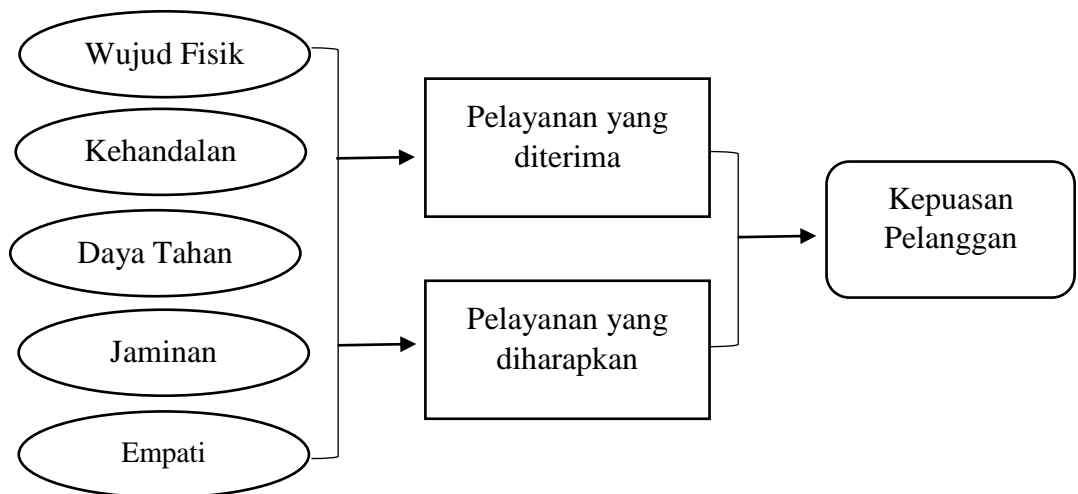 Wujud Fisik
Kehandalan
Daya Tahan
Jaminan
Empati
Pelayanan yang
diterima
Pelayanan yang
diharapkan
Kepuasan
Pelanggan